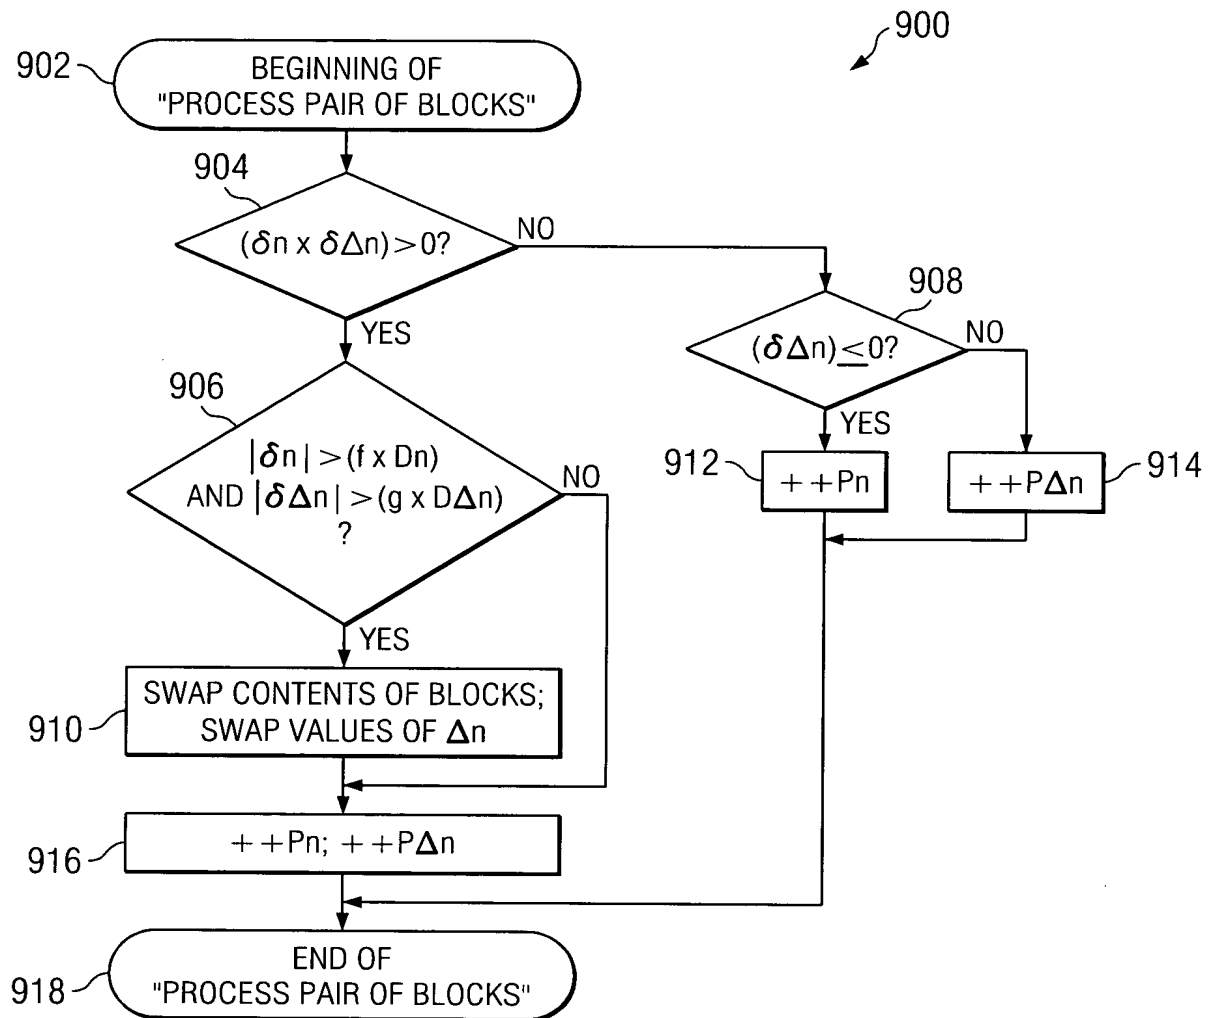 900
902
BEGINNING OF
"PROCESS PAIR OF BLOCKS"
904
(δn x δΔn) > 0?
NO
YES
908
(δΔn) ≤ 0?
NO
YES
906
|δn| > (f x Dn)
AND |δΔn| > (g x DΔn)
?
NO
YES
912
++Pn
++PΔn
914
910
SWAP CONTENTS OF BLOCKS;
SWAP VALUES OF Δn
916
++Pn; ++PΔn
918
END OF
"PROCESS PAIR OF BLOCKS"